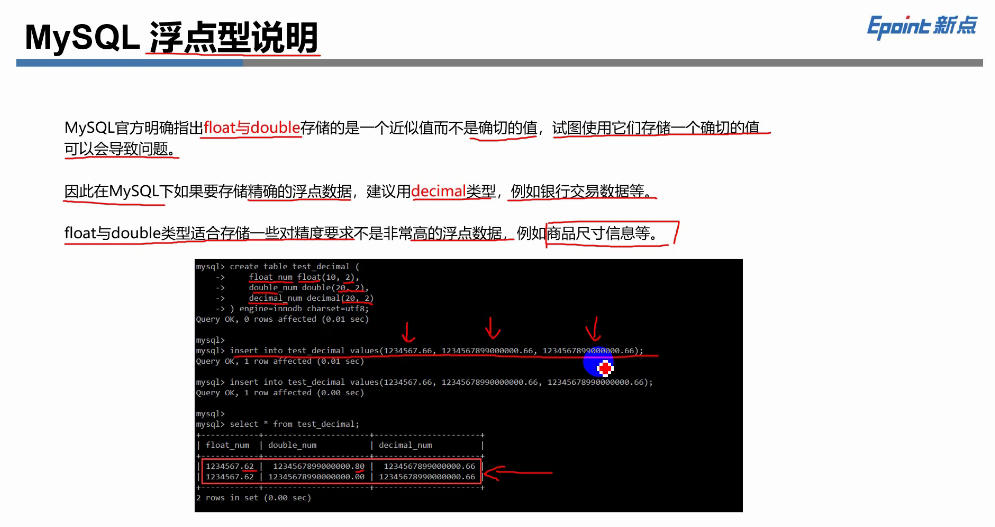 MySQL 浮点型说明
Epoint 新点
MySQL官方明确指出float与double存储的是一个近似值而不是确切的值，试图使用它们存储一个确切的值
可以会导致问题。
因此在MySQL下如果要存储精确的浮点数据，建议用decimal类型，例如银行交易数据等。
float与double类型适合存储一些对精度要求不是非常高的浮点数据，例如商品尺寸信息等。
mysql> create table test_decimal (
    ->     float_num float(10, 2),
    ->     double_num double(20, 2),
    ->     decimal_num decimal(20, 2)
    -> ) engine=innodb charset=utf8;
Query OK, 0 rows affected (0.01 sec)
mysql>
mysql> insert into test_decimal values(1234567.66, 1234567899000000.66, 1234567899000000.66);
Query OK, 1 row affected (0.01 sec)
mysql> insert into test_decimal values(1234567.66, 12345678990000000.66, 12345678990000000.66);
Query OK, 1 row affected (0.00 sec)
mysql>
mysql> select * from test_decimal;
+------------+----------------------+----------------------+
| float_num  | double_num           | decimal_num          |
+------------+----------------------+----------------------+
| 1234567.62 |  1234567899000000.80 |  1234567899000000.66 |
| 1234567.62 | 12345678990000000.00 | 12345678990000000.66 |
+------------+----------------------+----------------------+
2 rows in set (0.00 sec)